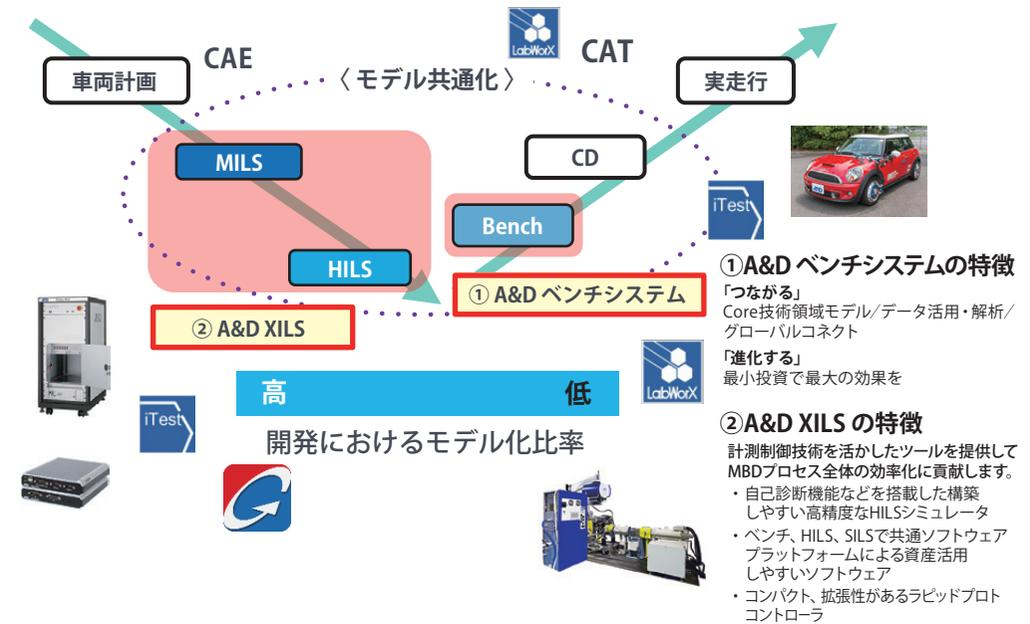 CAE
LabWorX
CAT
車両計画
〈 モデル共通化 〉
実走行
MILS
CD
Bench
iTest
HILS
① A&D ベンチシステム
② A&D XILS
①A&D ベンチシステムの特徴
「つながる」
Core技術領域モデル/データ活用・解析/
グローバルコネクト
「進化する」
最小投資で最大の効果を
LabWorX
高
低
iTest
開発におけるモデル化比率
②A&D XILS の特徴
計測制御技術を活かしたツールを提供して
MBDプロセス全体の効率化に貢献します。
・自己診断機能などを搭載した構築
しやすい高精度なHILSシミュレータ
・ベンチ、HILS、SILSで共通ソフトウェア
プラットフォームによる資産活用
しやすいソフトウェア
・コンパクト、拡張性があるラピッドプロト
コントローラ